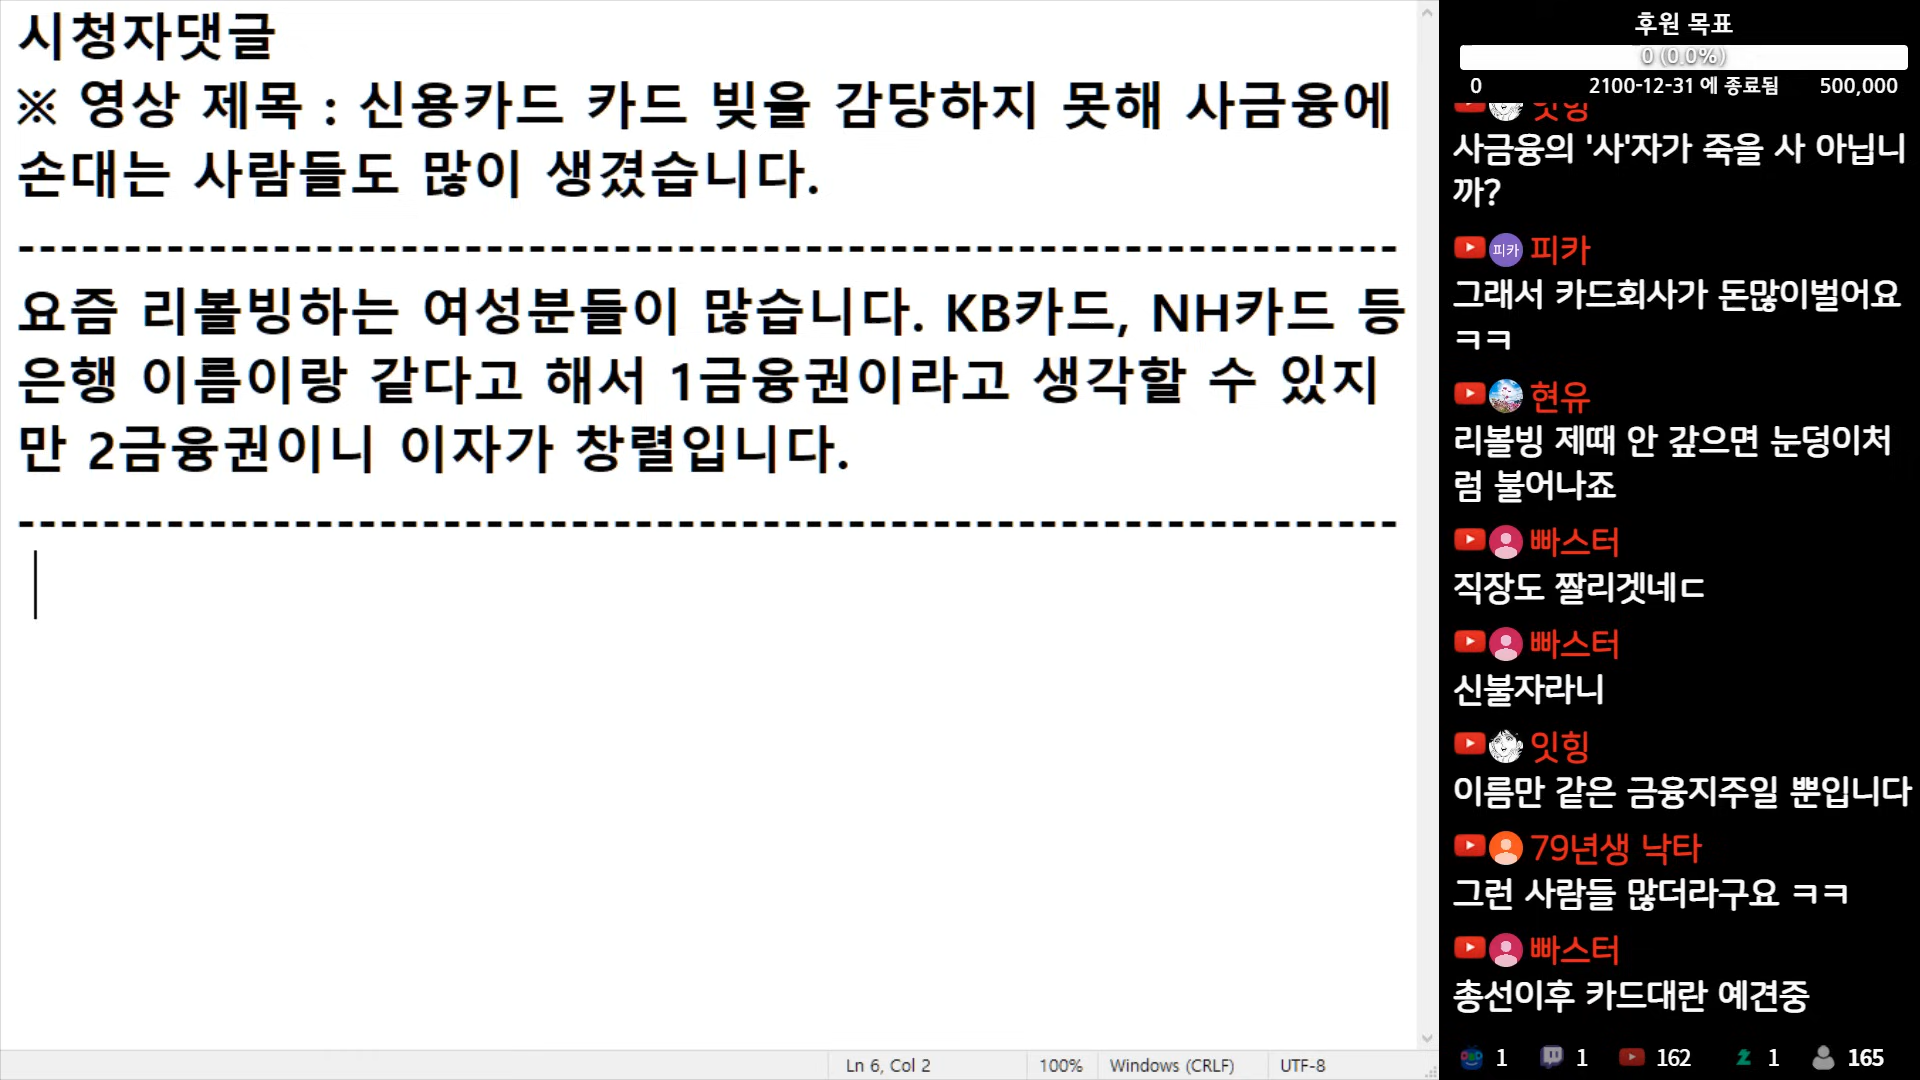 시청자댓글
※ 영상 제목 : 신용카드 카드 빚을 감당하지 못해 사금융에
손대는 사람들도 많이 생겼습니다.
------------------------------------------------------------------
요즘 리볼빙하는 여성분들이 많습니다. KB카드, NH카드 등
은행 이름이랑 같다고 해서 1금융권이라고 생각할 수 있지
만 2금융권이니 이자가 창렬입니다.
------------------------------------------------------------------
Ln 6, Col 2
100%
Windows (CRLF)
UTF-8
후원 목표
0 (0.0%)
0 2100-12-31 에 종료됨 500,000
잇힝
사금융의 '사'자가 죽을 사 아닙니
까?
피카 피카
그래서 카드회사가 돈많이벌어요
ㅋㅋ
현유
리볼빙 제때 안 갚으면 눈덩이처
럼 불어나죠
빠스터
직장도 짤리겟네ㄷ
빠스터
신불자라니
잇힝
이름만 같은 금융지주일 뿐입니다
79년생 낙타
그런 사람들 많더라구요 ㅋㅋ
빠스터
총선이후 카드대란 예견중
1 1 162 1 165